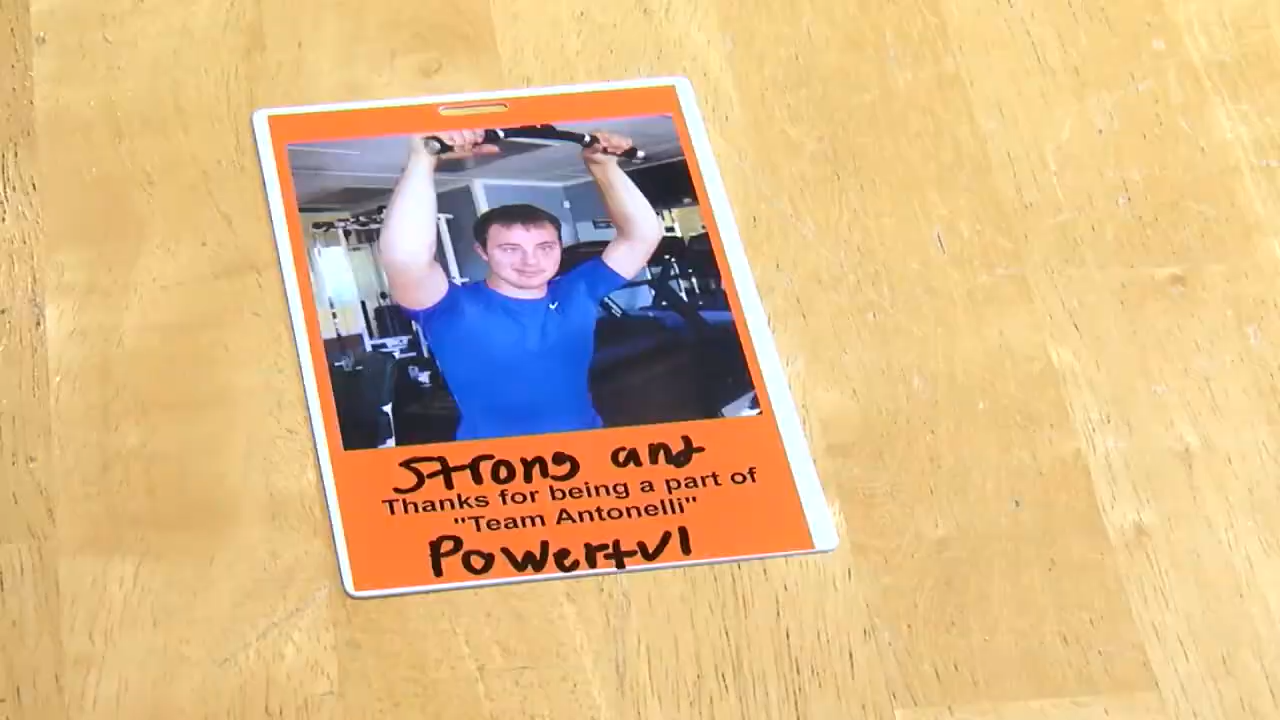 Strong and
Thanks for being a part of
"Team Antonelli"
Powerful